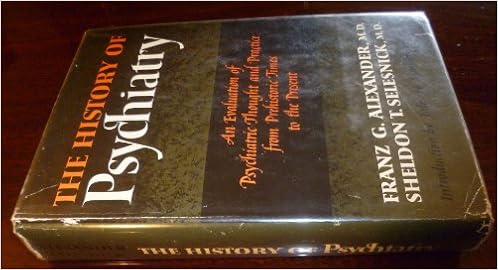 THE HISTORY OF
Psychiatry
An Evaluation of
Psychiatric Thought and Practice
from Prehistoric Times
to the Present
FRANZ G. ALEXANDER, M.D.
SHELDON T. SELESNICK, M.D.
THE HISTORY OF Psychiatry